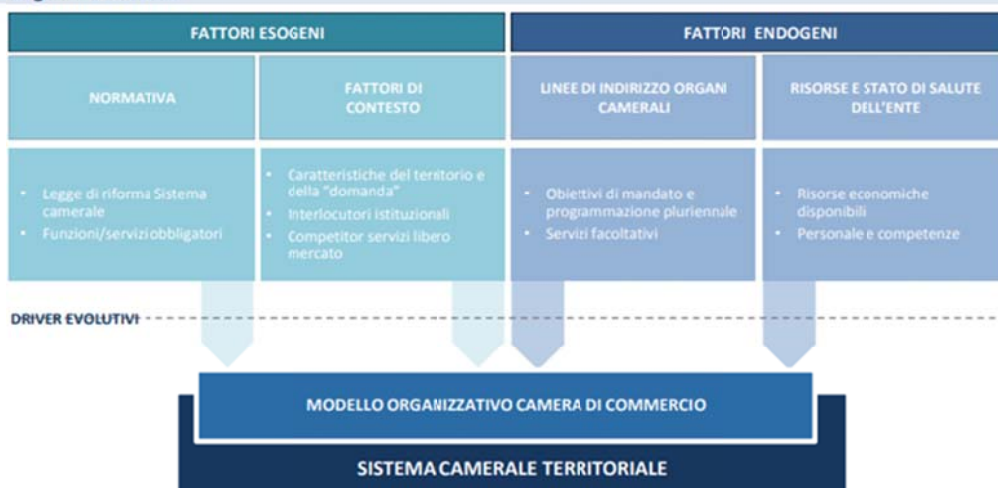 FATTORI ESOGENI
FATTORI ENDOGENI
NORMATIVA
FATTORI DI
CONTESTO
LINEE DI INDIRIZZO ORGANI
CAMERALI
RISORSE E STATO DI SALUTE
DELL'ENTE
• Legge di riforma Sistema
camerale
• Funzioni/servizi obbligatori
• Caratteristiche del territorio e
della "domanda"
• Interlocutori istituzionali
• Competitor servizi libero
mercato
• Obiettivi di mandato e
programmazione pluriennule
• Servizi facoltativi
• Risorse economiche
disponibili
• Personale e competenze
DRIVER EVOLUTIVI
MODELLO ORGANIZZATIVO CAMERA DI COMMERCIO
SISTEMA CAMERALE TERRITORIALE